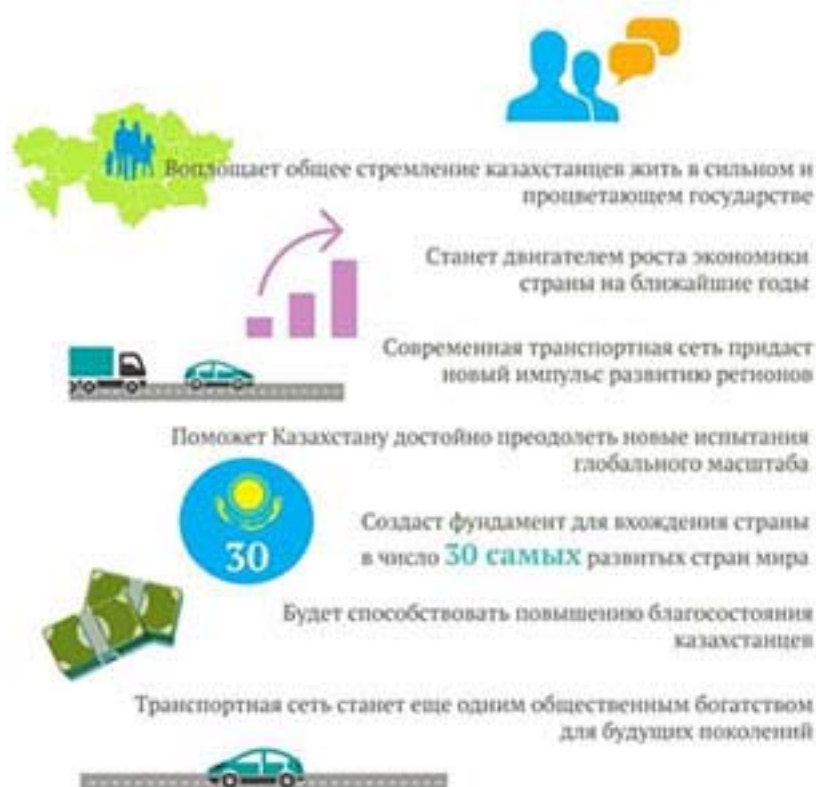 Воплощает общее стремление казахстанцев жить в сильном и
процветающем государстве
Станет двигателем роста экономики
страны на ближайшие годы
Современная транспортная сеть придаст
новый импульс развитию регионов
Поможет Казахстану достойно преодолеть новые испытания
глобального масштаба
30
Создаст фундамент для вхождения страны
в число 30 самых развитых стран мира
Будет способствовать повышению благосостояния
казахстанцев
Транспортная сеть станет еще одним общественным богатством
для будущих поколений